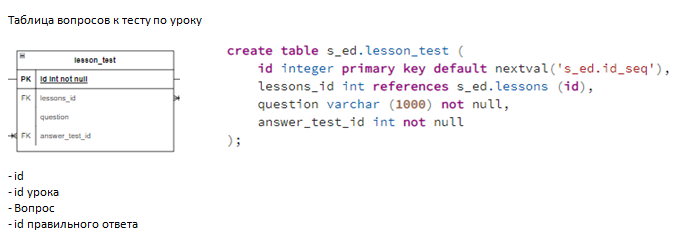 Таблица вопросов к тесту по уроку
lesson_test
PK id int not null
FK lessons_id
question
FK answer_test_id
create table s_ed.lesson_test (
id integer primary key default nextval('s_ed.id_seq'),
lessons_id int references s_ed.lessons (id),
question varchar (1000) not null,
answer_test_id int not null
);
- id
- id урока
- Вопрос
- id правильного ответа